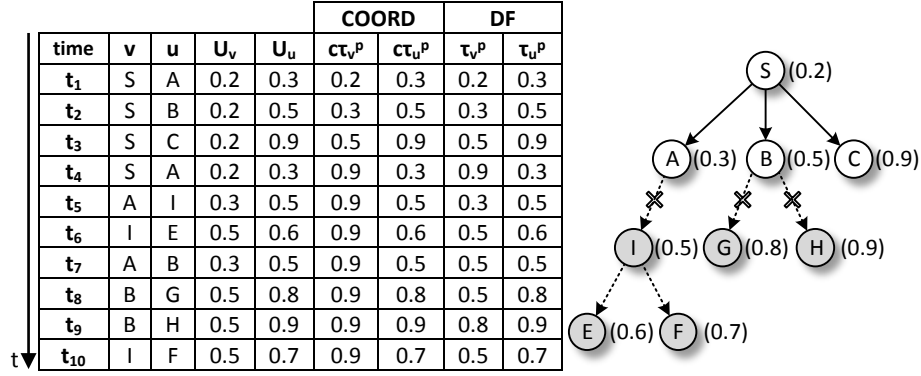 COORD DF
time v u Uᵥ Uᵤ cτᵥᵖ cτᵤᵖ τᵥᵖ τᵤᵖ
t₁ S A 0.2 0.3 0.2 0.3 0.2 0.3
t₂ S B 0.2 0.5 0.3 0.5 0.3 0.5
t₃ S C 0.2 0.9 0.5 0.9 0.5 0.9
t₄ S A 0.2 0.3 0.9 0.3 0.9 0.3
t₅ A I 0.3 0.5 0.9 0.5 0.3 0.5
t₆ I E 0.5 0.6 0.9 0.6 0.5 0.6
t₇ A B 0.3 0.5 0.9 0.5 0.5 0.5
t₈ B G 0.5 0.8 0.9 0.8 0.5 0.8
t₉ B H 0.5 0.9 0.9 0.9 0.8 0.9
t₁₀ I F 0.5 0.7 0.9 0.7 0.5 0.7
t
S (0.2)
A (0.3) B (0.5) C (0.9)
I (0.5) G (0.8) H (0.9)
E (0.6) F (0.7)